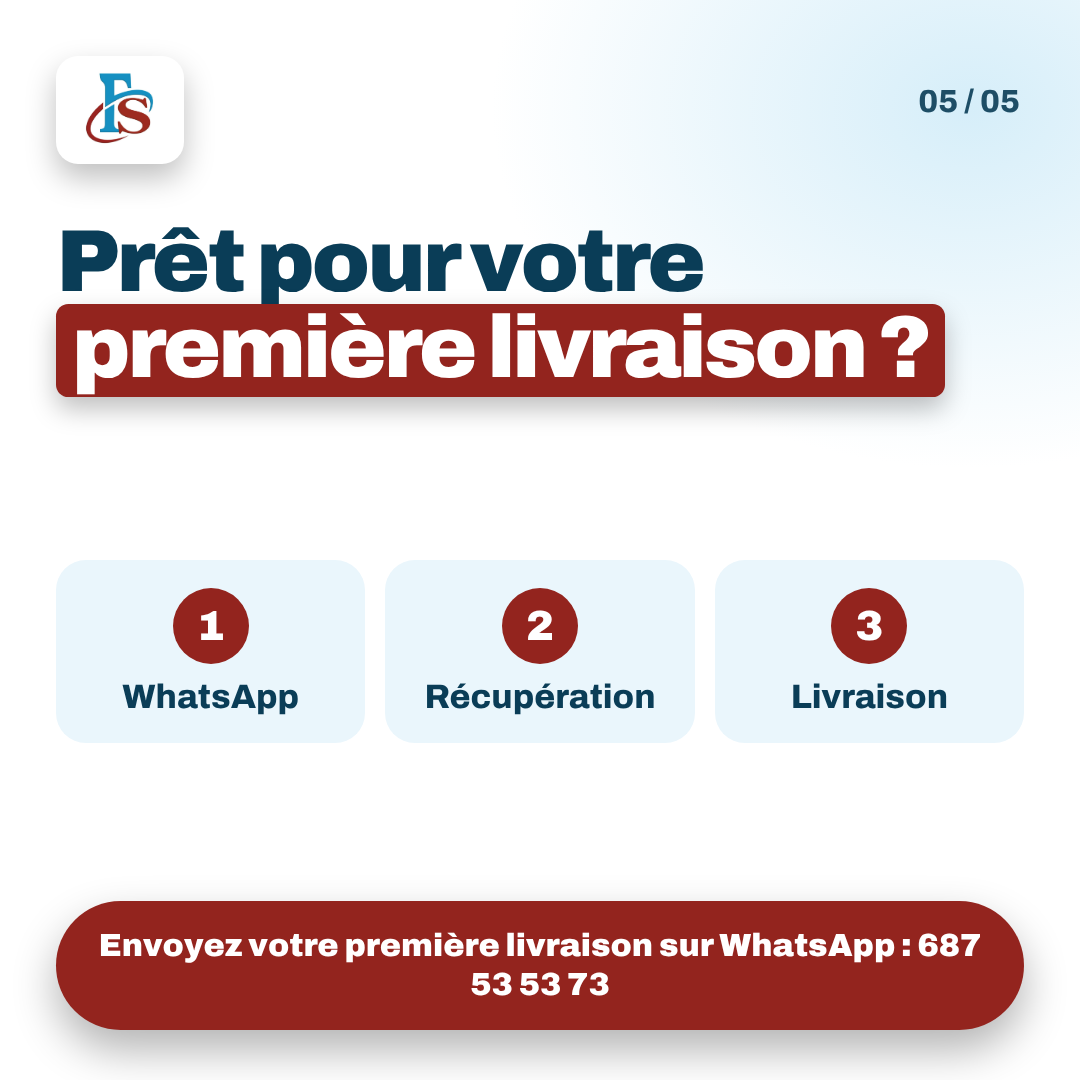 FS
05 / 05
Prêt pour votre
première livraison ?
1
WhatsApp
2
Récupération
3
Livraison
Envoyez votre première livraison sur WhatsApp : 687
53 53 73